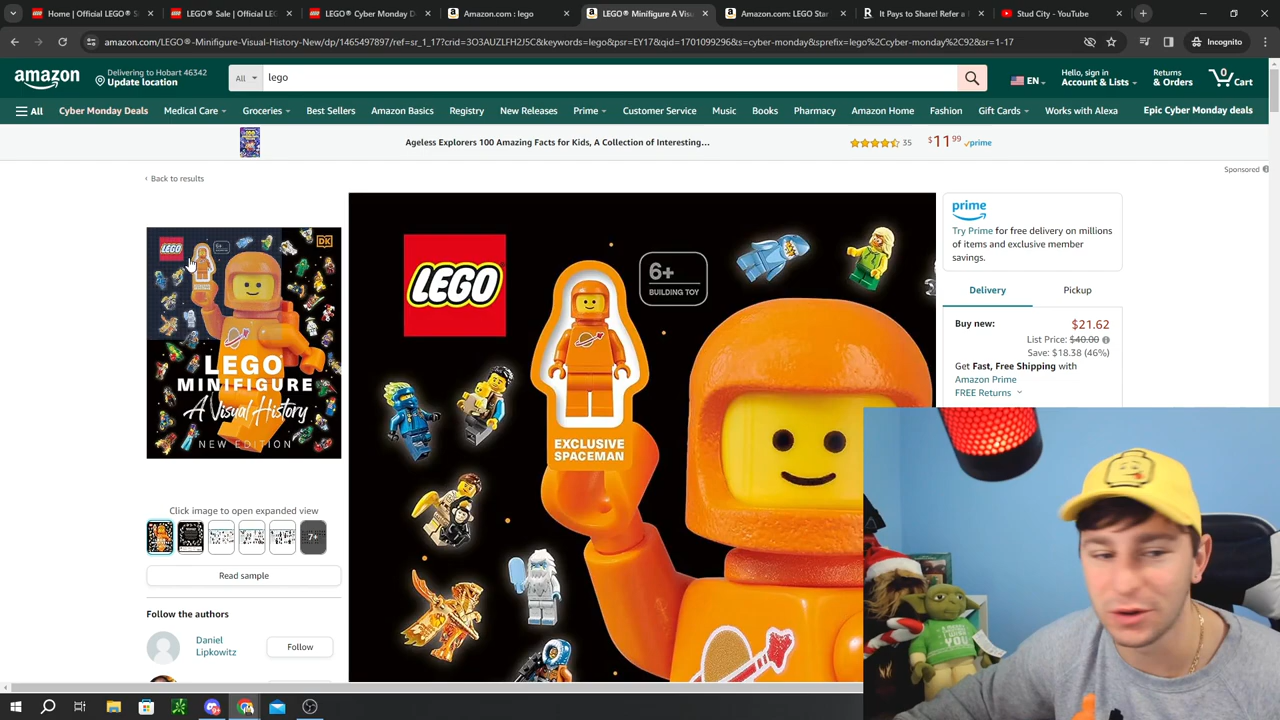 Home | Official LEGO® S
LEGO® Sale | Official LEG
LEGO® Cyber Monday D
Amazon.com : lego
LEGO® Minifigure A Visu
Amazon.com: LEGO Star
It Pays to Share! Refer a
Stud City - YouTube
amazon.com/LEGO®-Minifigure-Visual-History-New/dp/1465497897/ref=sr_1_17?crid=3O3AUZLFH2J5C&keywords=lego&psr=EY17&qid=1701099296&s=cyber-monday&sprefix=lego%2Ccyber-monday%2C92&sr=1-17
Incognito
amazon
Delivering to Hobart 46342
Update location
All
lego
EN
Hello, sign in
Account & Lists
Returns
& Orders
0
Cart
All
Cyber Monday Deals
Medical Care
Groceries
Best Sellers
Amazon Basics
Registry
New Releases
Prime
Customer Service
Music
Books
Pharmacy
Amazon Home
Fashion
Gift Cards
Works with Alexa
Epic Cyber Monday deals
Ageless Explorers 100 Amazing Facts for Kids, A Collection of Interesting...
35
$11 99
prime
Sponsored
Back to results
LEGO
DK
LEGO
MINIFIGURE
A Visual History
NEW EDITION
LEGO
6+
BUILDING TOY
EXCLUSIVE
SPACEMAN
prime
Try Prime for free delivery on millions
of items and exclusive member
savings.
Delivery
Pickup
Buy new:
$21.62
List Price: $40.00
Save: $18.38 (46%)
Get Fast, Free Shipping with
Amazon Prime
FREE Returns
Click image to open expanded view
7+
Read sample
Follow the authors
Daniel
Lipkowitz
Follow